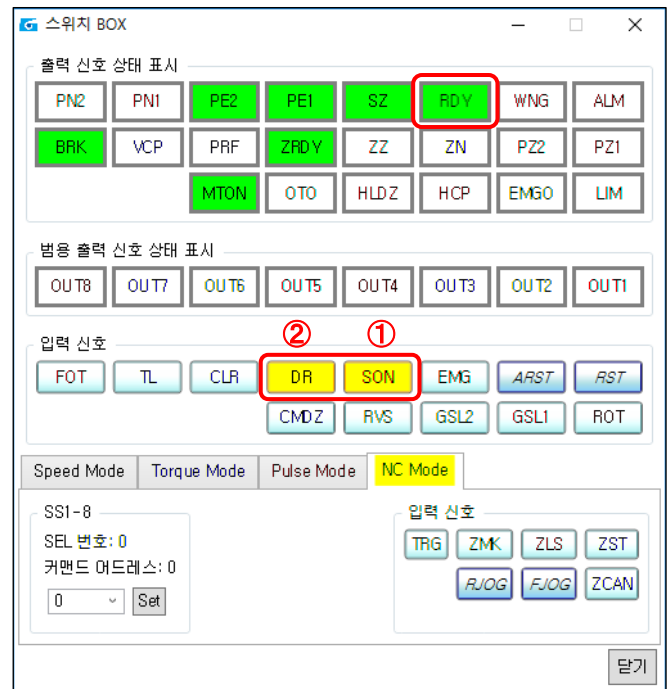 스위치 BOX
출력 신호 상태 표시
PN2 PN1 PE2 PE1 SZ RDY WNG ALM
BRK VCP PRF ZRDY ZZ ZN PZ2 PZ1
MTON OTO HLDZ HCP EMGO LIM
범용 출력 신호 상태 표시
OUT8 OUT7 OUT6 OUT5 OUT4 OUT3 OUT2 OUT1
② ①
입력 신호
FOT TL CLR DR SON EMG ARST RST
CMDZ RVS GSL2 GSL1 ROT
Speed Mode Torque Mode Pulse Mode NC Mode
SS1-8
SEL 번호: 0
커맨드 어드레스: 0
0 Set
입력 신호
TRG ZMK ZLS ZST
RJOG FJOG ZCAN
닫기